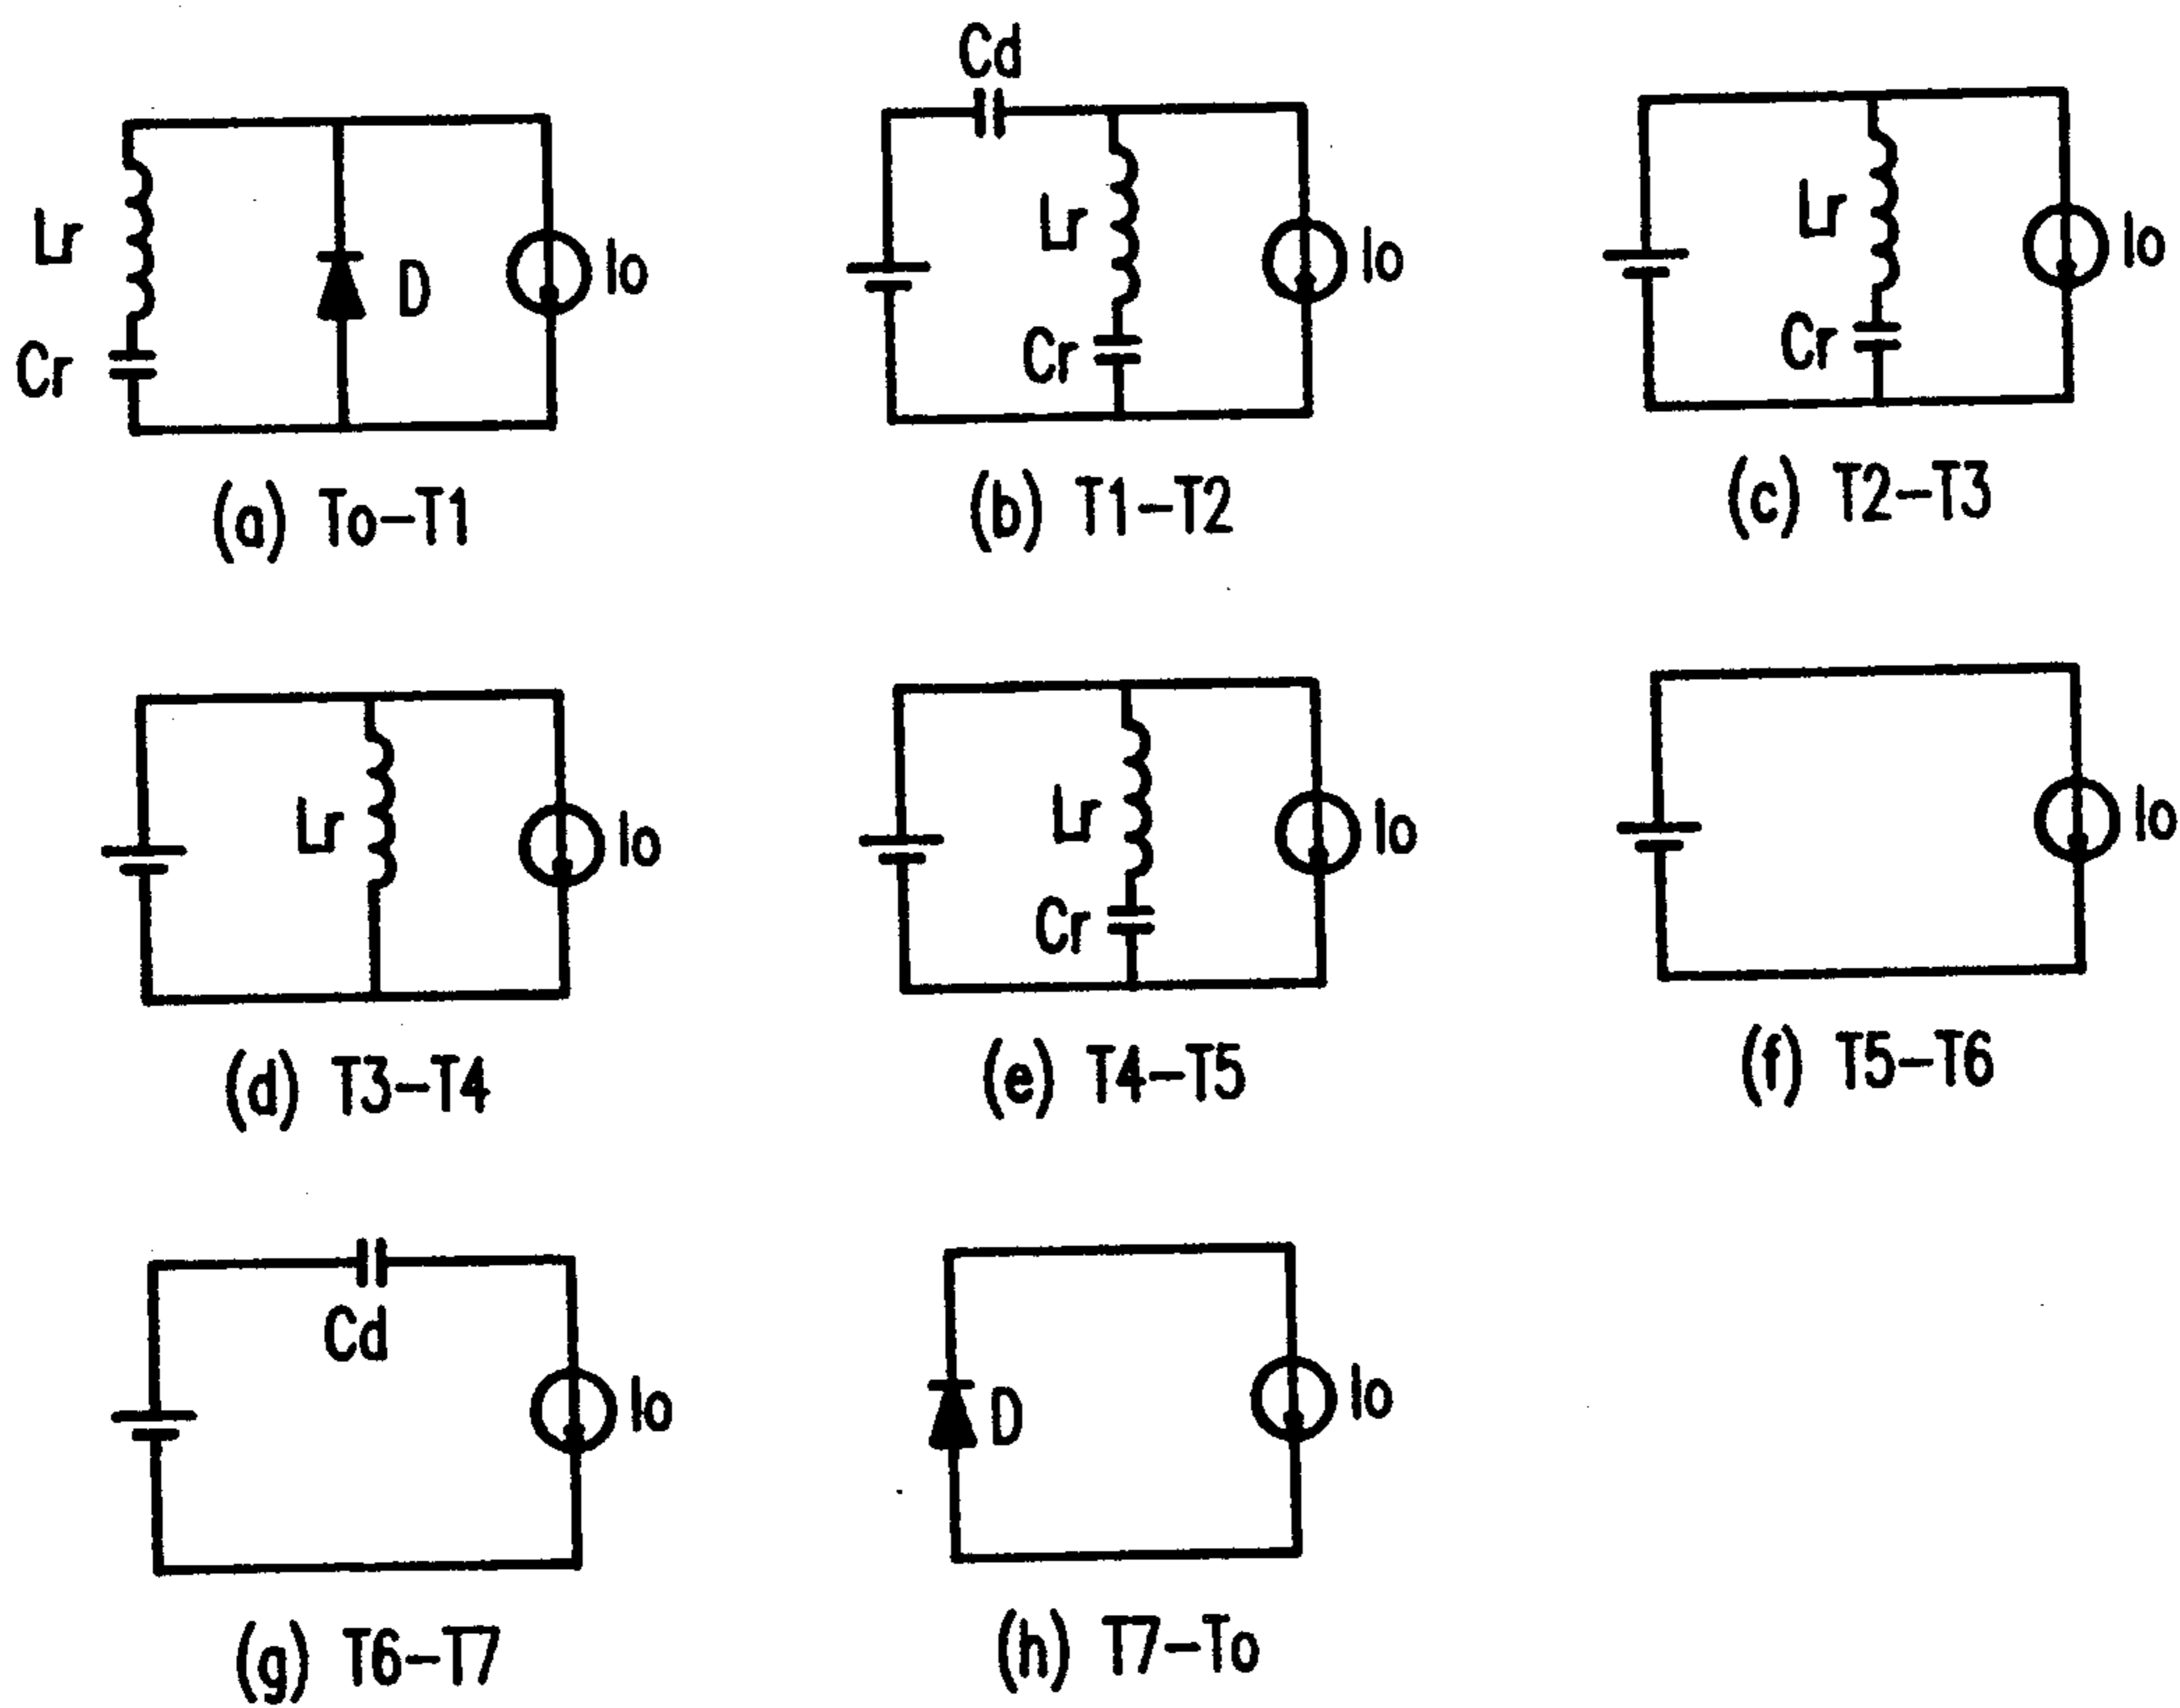 Cd
Lr
Cr
D
Io
Lr
Cr
Io
Lr
Cr
Io
(a) To-T1
(b) T1-T2
(c) T2-T3
Lr
Io
Lr
Cr
Io
Io
(d) T3-T4
(e) T4-T5
(f) T5-T6
Cd
Io
D
Io
(g) T6-T7
(h) T7-To